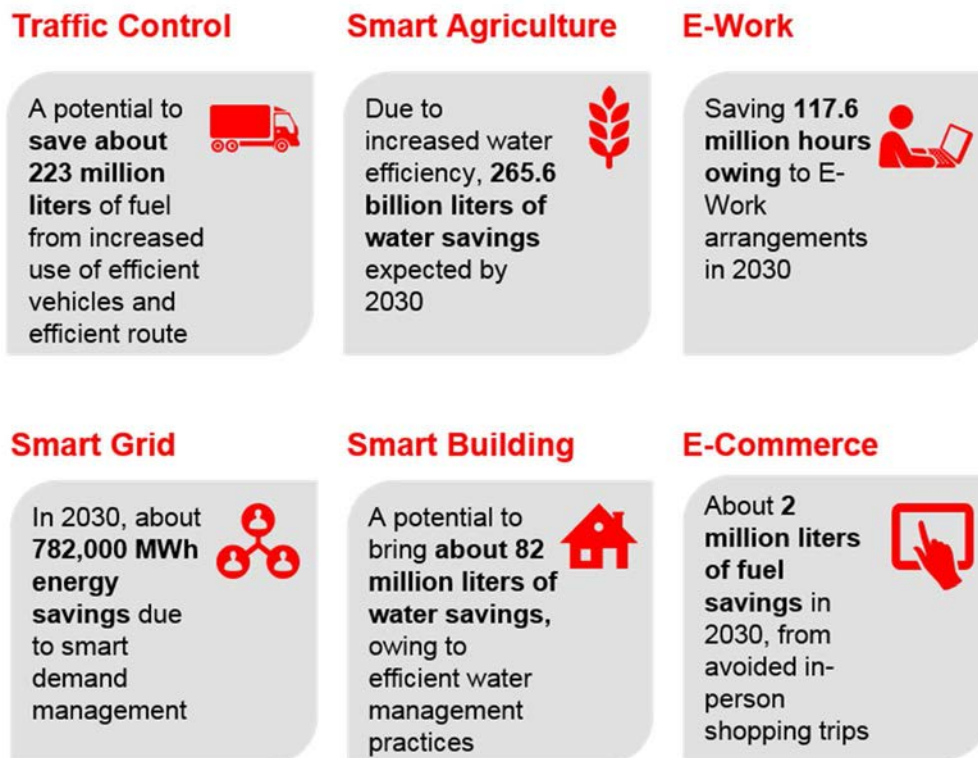 Traffic Control
A potential to
save about
223 million
liters of fuel
from increased
use of efficient
vehicles and
efficient route
Smart Agriculture
Due to
increased water
efficiency, 265.6
billion liters of
water savings
expected by
2030
E-Work
Saving 117.6
million hours
owing to E-
Work
arrangements
in 2030
Smart Grid
In 2030, about
782,000 MWh
energy
savings due
to smart
demand
management
Smart Building
A potential to
bring about 82
million liters of
water savings,
owing to
efficient water
management
practices
E-Commerce
About 2
million liters
of fuel
savings in
2030, from
avoided in-
person
shopping trips